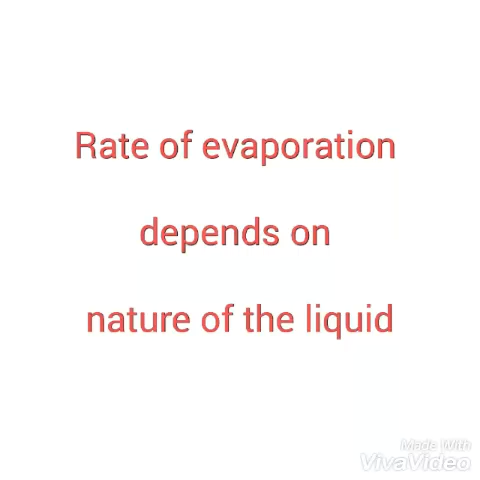 Rate of evaporation
depends on
nature of the liquid
Made With
VivaVideo